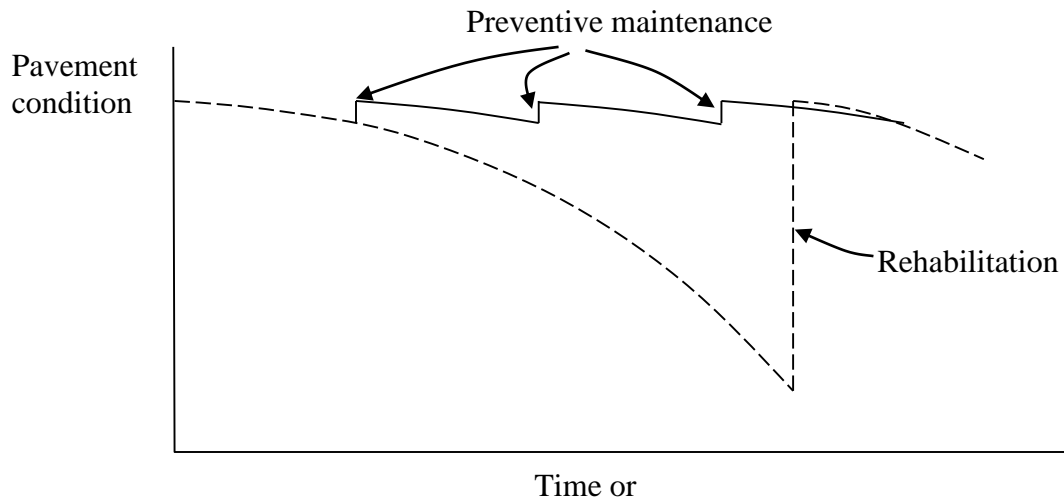 Preventive maintenance
Pavement
condition
Rehabilitation
Time or